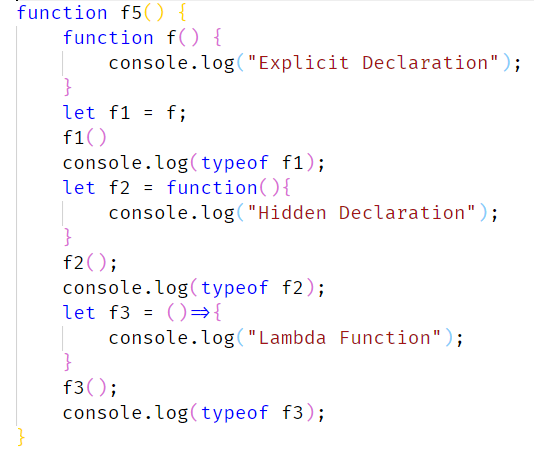 function f5() {
    function f() {
        console.log("Explicit Declaration");
    }
    let f1 = f;
    f1()
    console.log(typeof f1);
    let f2 = function(){
        console.log("Hidden Declaration");
    }
    f2();
    console.log(typeof f2);
    let f3 = ()=>{
        console.log("Lambda Function");
    }
    f3();
    console.log(typeof f3);
}